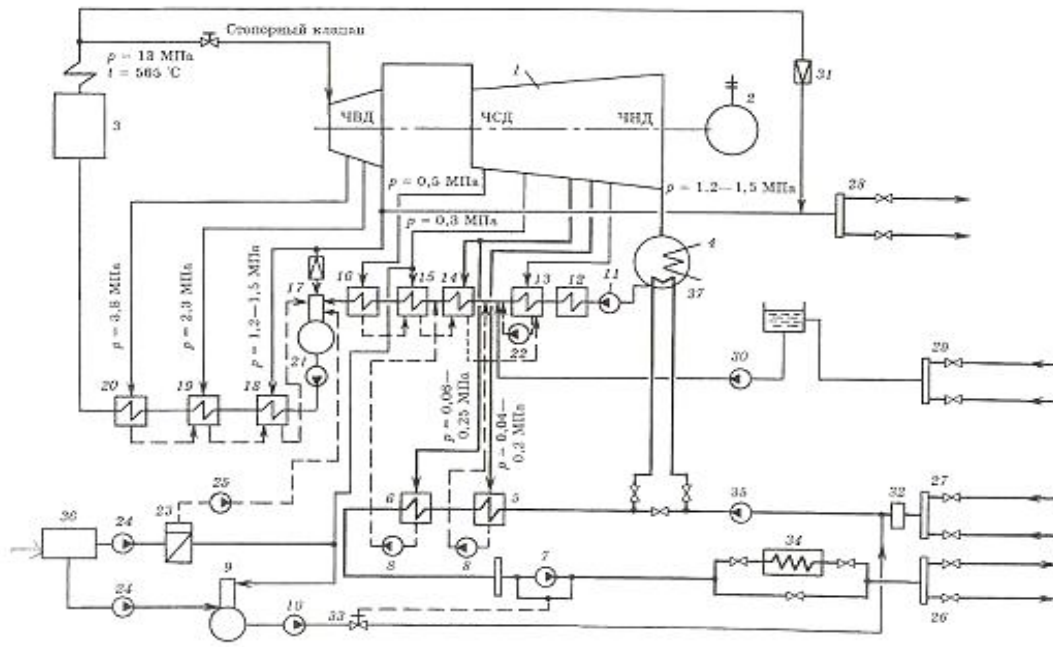 Стопорный клапан
p = 13 МПа
t = 565 °C
31
1
2
3
ЧВД
ЧСД
ЧНД
p = 0,5 МПа
p = 1,2—1,5 МПа
28
p = 0,3 МПа
4
16
15
14
13
12
11
37
17
p = 3,8 МПа
p = 2,3 МПа
p = 1,2—1,5 МПа
21
22
30
29
20
19
18
p = 0,06—
0,25 МПа
p = 0,04—
0,3 МПа
25
6
5
35
32
27
36
24
23
8
8
7
34
9
24
10
33
26